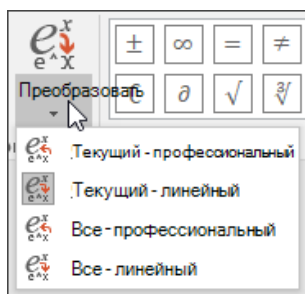 e^x
± ∞ = ≠
Преобразовать
€ ∂ √ ∛
Текущий - профессиональный
Текущий - линейный
Все - профессиональный
Все - линейный